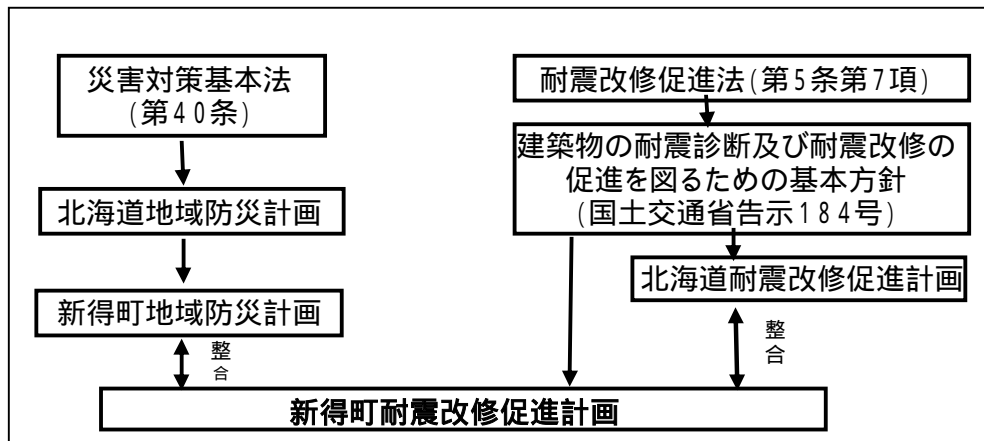 災害対策基本法
(第40条)
北海道地域防災計画
新得町地域防災計画
整合
耐震改修促進法(第5条第7項)
建築物の耐震診断及び耐震改修の
促進を図るための基本方針
(国土交通省告示184号)
北海道耐震改修促進計画
整合
新得町耐震改修促進計画